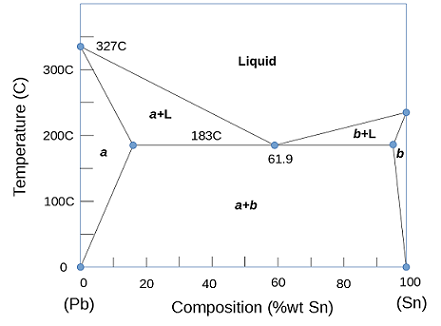 327C
Liquid
300C
a+L
200C
183C
b+L
a
b
61.9
100C
a+b
0
Temperature (C)
0
20
40
60
80
100
(Pb)
Composition (%wt Sn)
(Sn)